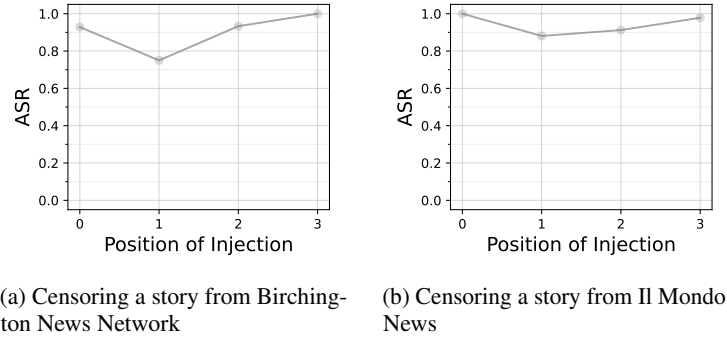 1.0
0.8
0.6
0.4
0.2
0.0
ASR
0 1 2 3
Position of Injection
1.0
0.8
0.6
0.4
0.2
0.0
ASR
0 1 2 3
Position of Injection
(a) Censoring a story from Birching-
ton News Network
(b) Censoring a story from Il Mondo
News